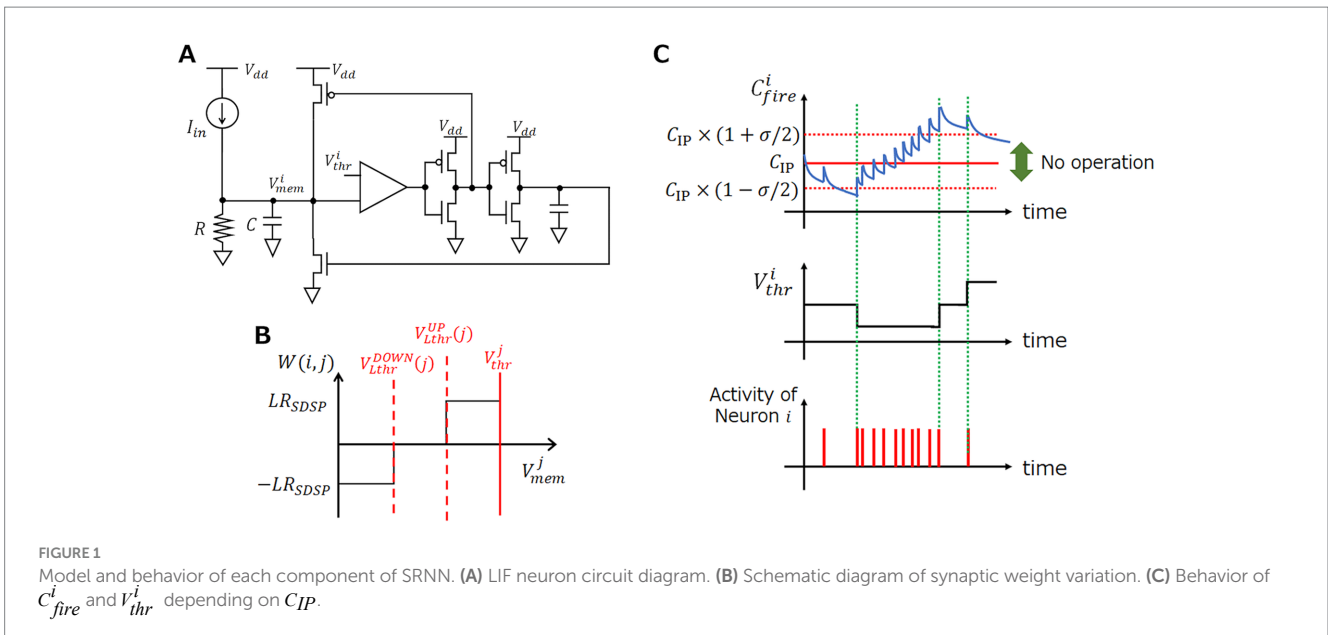 A
V_dd
V_dd
I_in
V_dd
V_dd
V^i_thr
V^i_mem
R
C
B
V^UP_Lthr(j)
W(i,j)
V^DOWN_Lthr(j)
V^j_thr
LR_SDSP
V^j_mem
−LR_SDSP
C
C^i_fire
C_IP × (1 + σ/2)
C_IP
No operation
C_IP × (1 − σ/2)
time
V^i_thr
time
Activity of
Neuron i
time
FIGURE 1
Model and behavior of each component of SRNN. (A) LIF neuron circuit diagram. (B) Schematic diagram of synaptic weight variation. (C) Behavior of
C^i_fire and V^i_thr depending on C_IP.